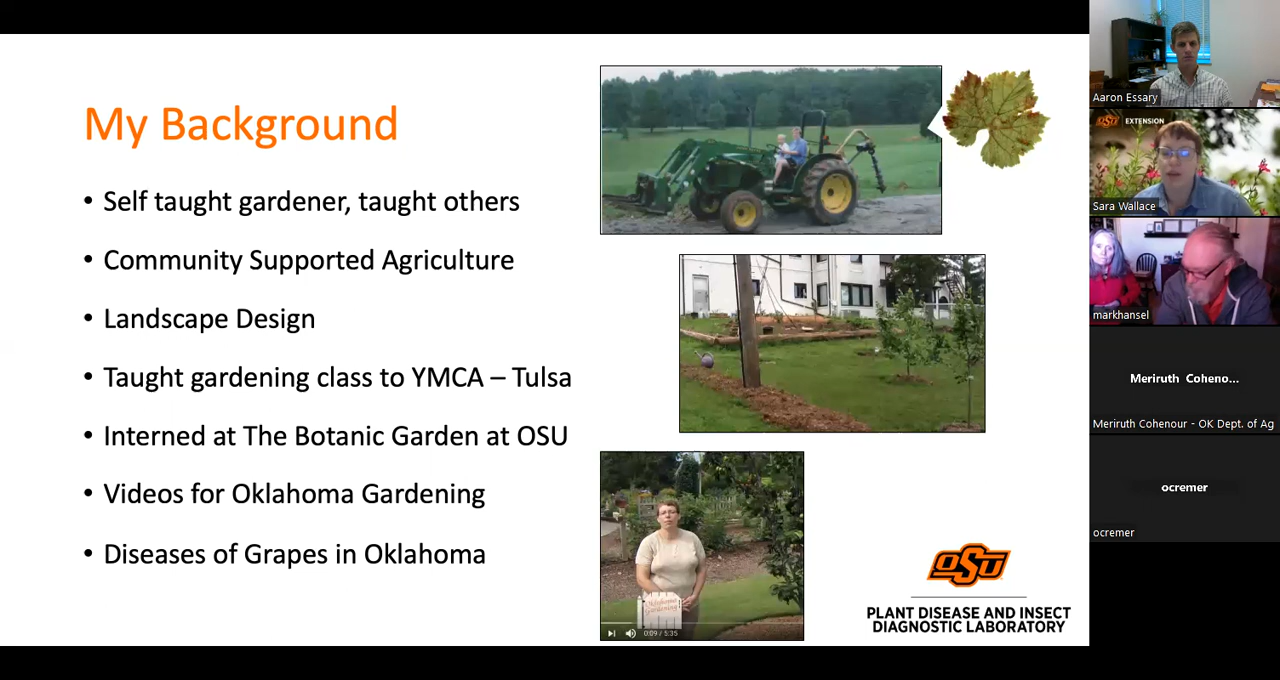 My Background
• Self taught gardener, taught others
• Community Supported Agriculture
• Landscape Design
• Taught gardening class to YMCA – Tulsa
• Interned at The Botanic Garden at OSU
• Videos for Oklahoma Gardening
• Diseases of Grapes in Oklahoma
Oklahoma
Gardening
0:09 / 5:35
OSU
PLANT DISEASE AND INSECT
DIAGNOSTIC LABORATORY
Aaron Essary
OSU EXTENSION
Sara Wallace
markhansel
Meriruth Coheno...
Meriruth Cohenour - OK Dept. of Ag
ocremer
ocremer